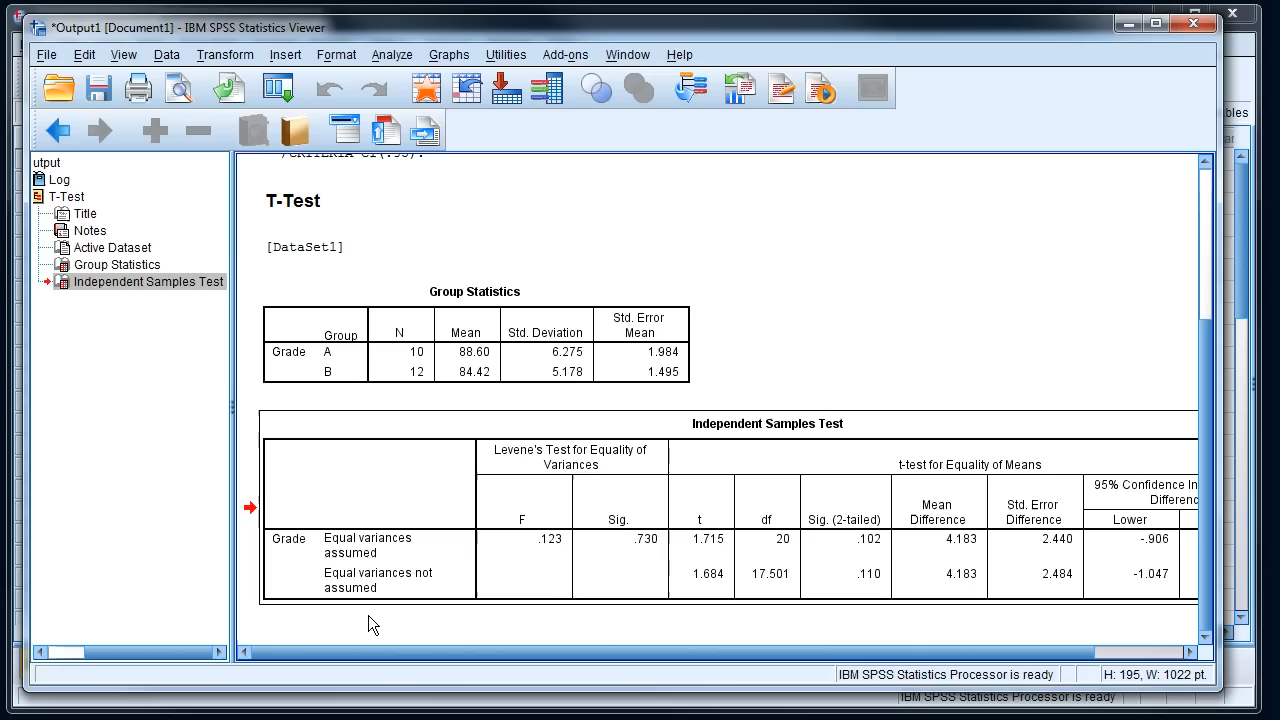 *Output1 [Document1] - IBM SPSS Statistics Viewer
File Edit View Data Transform Insert Format Analyze Graphs Utilities Add-ons Window Help
utput
Log
T-Test
Title
Notes
Active Dataset
Group Statistics
Independent Samples Test
/CRITERIA CI(.95).
T-Test
[DataSet1]
Group Statistics
Group N Mean Std. Deviation Std. Error Mean
Grade A 10 88.60 6.275 1.984
B 12 84.42 5.178 1.495
Independent Samples Test
Levene's Test for Equality of Variances
t-test for Equality of Means
95% Confidence In
Differenc
F Sig. t df Sig. (2-tailed) Mean Difference Std. Error Difference Lower
Grade Equal variances assumed .123 .730 1.715 20 .102 4.183 2.440 -.906
Equal variances not assumed 1.684 17.501 .110 4.183 2.484 -1.047
IBM SPSS Statistics Processor is ready H: 195, W: 1022 pt.
IBM SPSS Statistics Processor is ready
bles